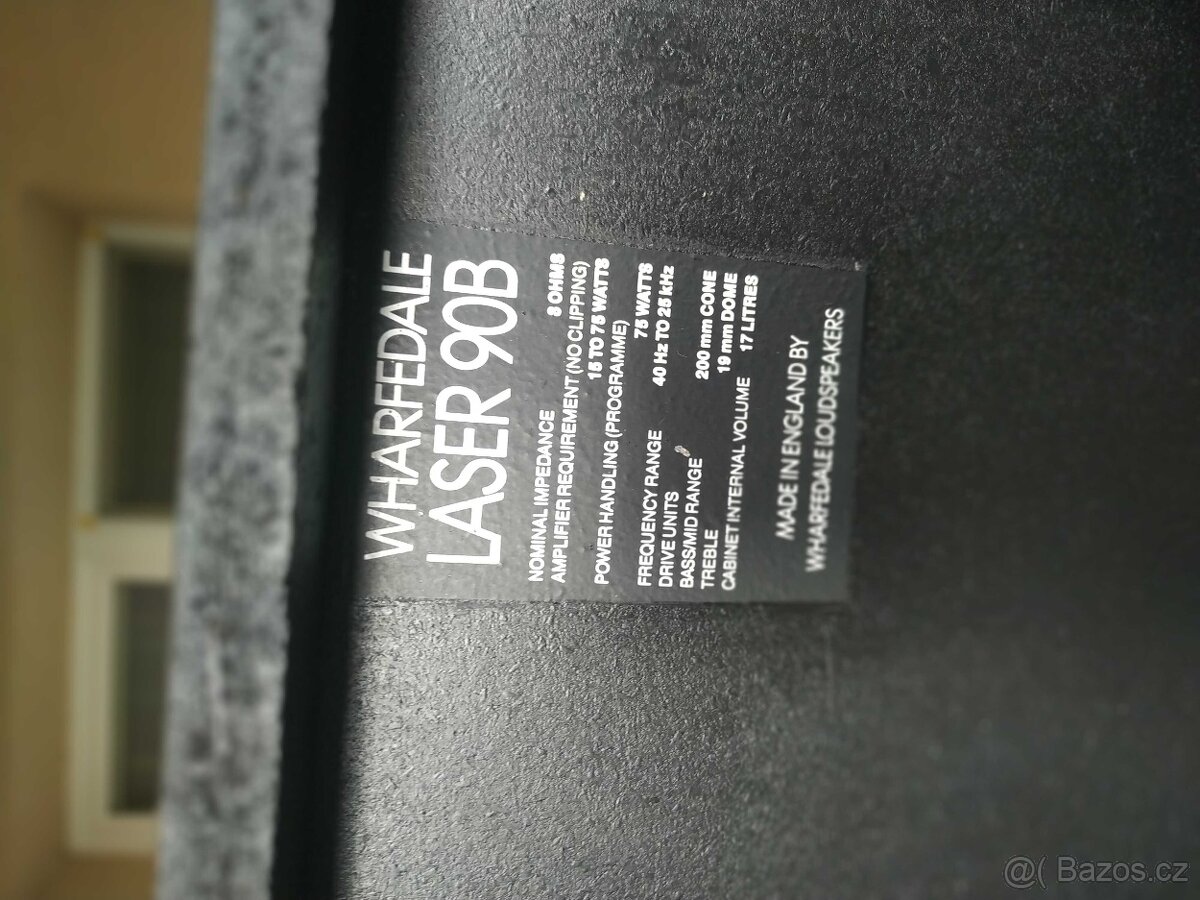 WHARFEDALE
LASER 90B
NOMINAL IMPEDANCE 8 OHMS
AMPLIFIER REQUIREMENT (NO CLIPPING)
15 TO 75 WATTS
POWER HANDLING (PROGRAMME)
75 WATTS
FREQUENCY RANGE 40 Hz TO 25 kHz
DRIVE UNITS
BASS/MID RANGE 200 mm CONE
TREBLE 19 mm DOME
CABINET INTERNAL VOLUME 17 LITRES
MADE IN ENGLAND BY
WHARFEDALE LOUDSPEAKERS
@( Bazos.cz